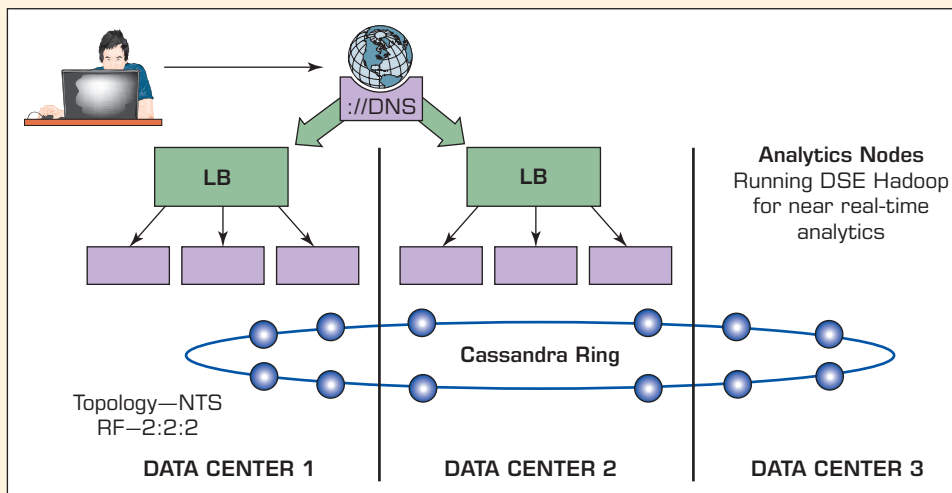 ://DNS
LB
LB
Analytics Nodes
Running DSE Hadoop
for near real-time
analytics
Cassandra Ring
Topology—NTS
RF—2:2:2
DATA CENTER 1
DATA CENTER 2
DATA CENTER 3